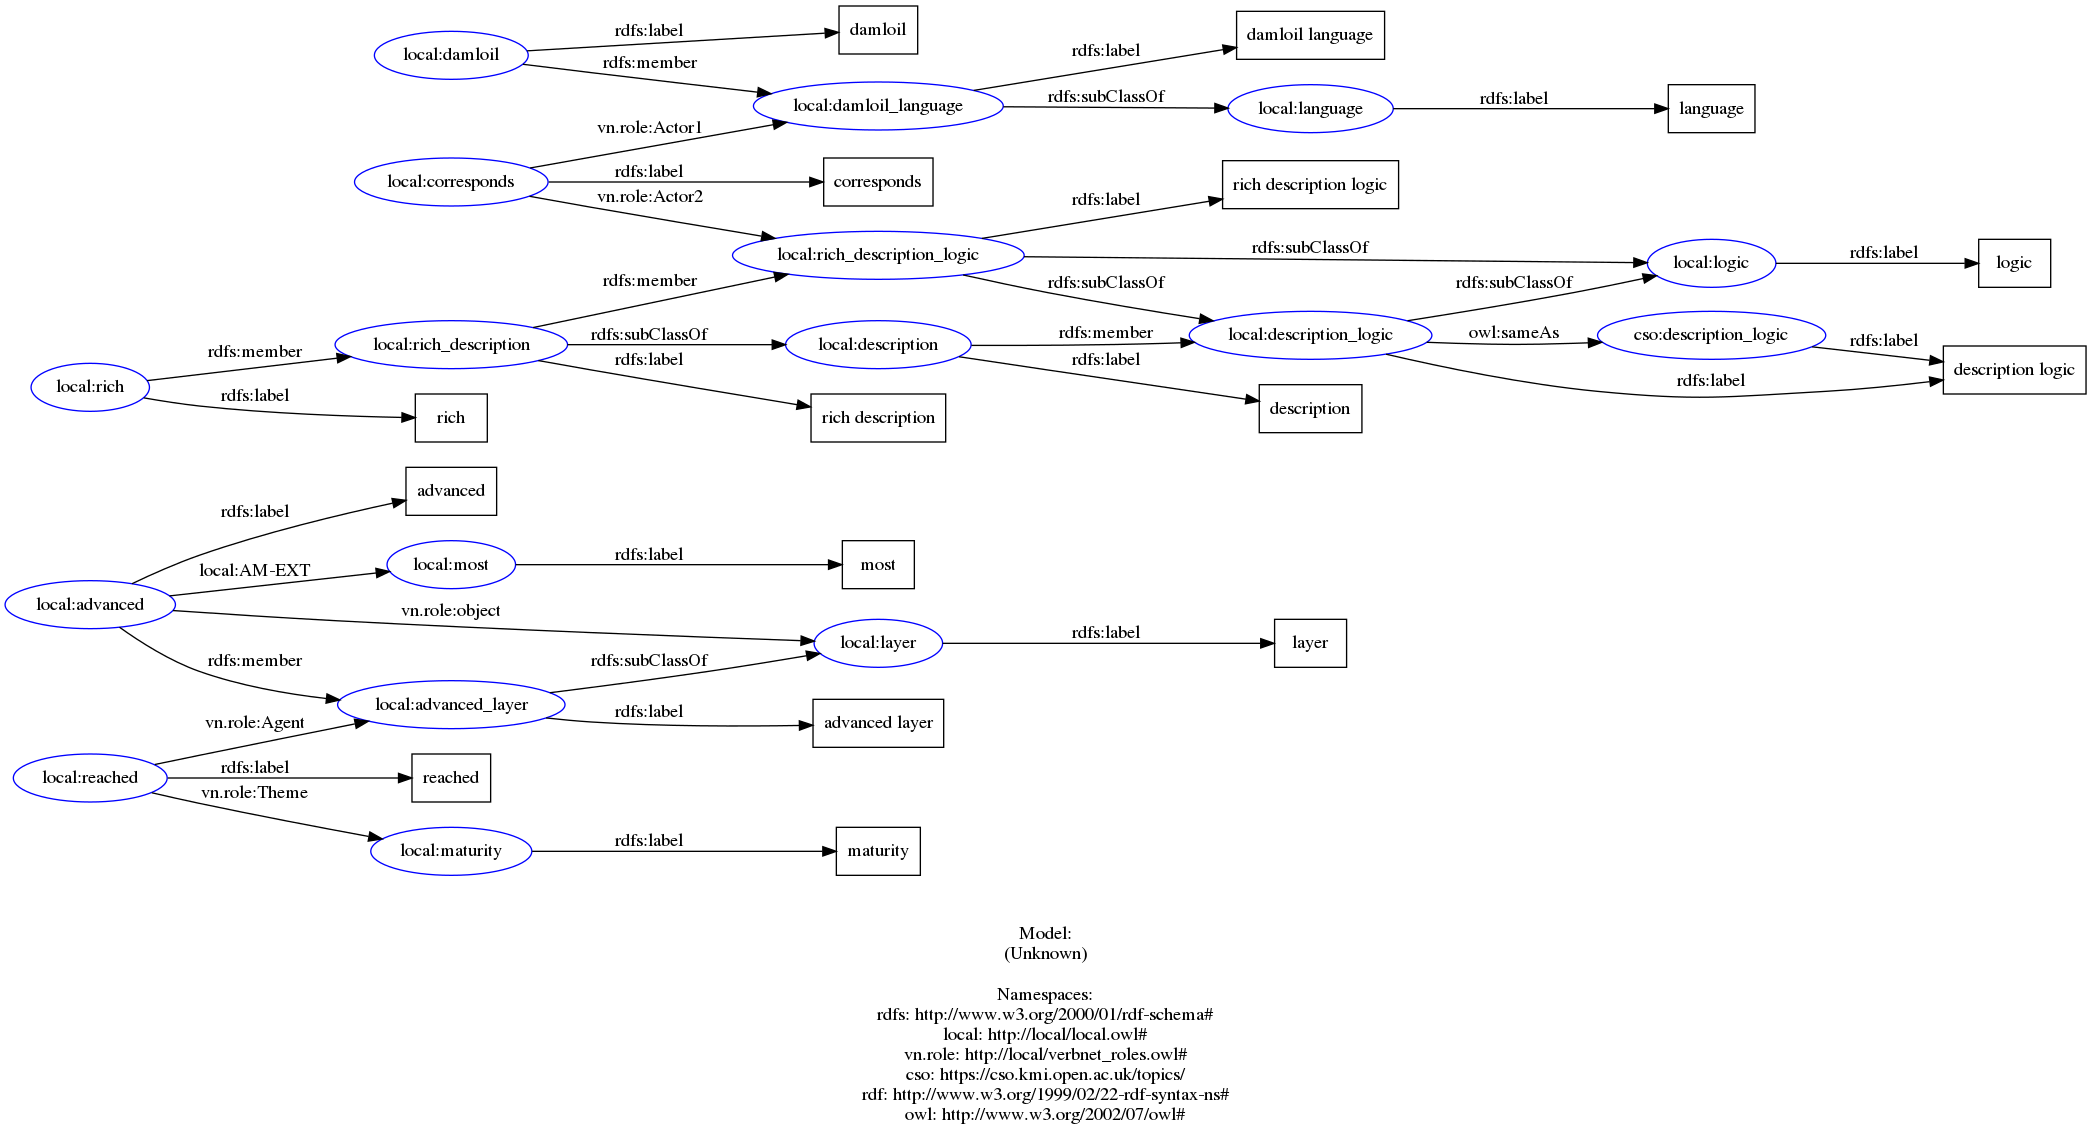 rdfs:label
damloil
local:damloil
rdfs:member
rdfs:label
damloil language
local:damloil_language
rdfs:subClassOf
local:language
rdfs:label
language
vn.role:Actor1
local:corresponds
rdfs:label
corresponds
vn.role:Actor2
rdfs:label
rich description logic
local:rich_description_logic
rdfs:subClassOf
local:logic
rdfs:label
logic
rdfs:member
rdfs:subClassOf
rdfs:subClassOf
local:rich_description
rdfs:subClassOf
local:description
rdfs:member
local:description_logic
owl:sameAs
cso:description_logic
rdfs:label
description logic
rdfs:label
rdfs:member
local:rich
rdfs:label
rich
rdfs:label
rich description
rdfs:label
description
rdfs:label
advanced
local:AM-EXT
local:most
rdfs:label
most
local:advanced
vn.role:object
local:layer
rdfs:label
layer
rdfs:member
rdfs:subClassOf
local:advanced_layer
rdfs:label
advanced layer
vn.role:Agent
local:reached
rdfs:label
reached
vn.role:Theme
local:maturity
rdfs:label
maturity
Model:
(Unknown)
Namespaces:
rdfs: http://www.w3.org/2000/01/rdf-schema#
local: http://local/local.owl#
vn.role: http://local/verbnet_roles.owl#
cso: https://cso.kmi.open.ac.uk/topics/
rdf: http://www.w3.org/1999/02/22-rdf-syntax-ns#
owl: http://www.w3.org/2002/07/owl#